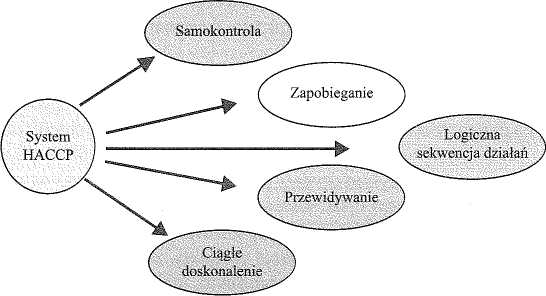 Samokontrola
Zapobieganie
System
HACCP
Logiczna
sekwencja działań
Przewidywanie
Ciągłe
doskonalenie